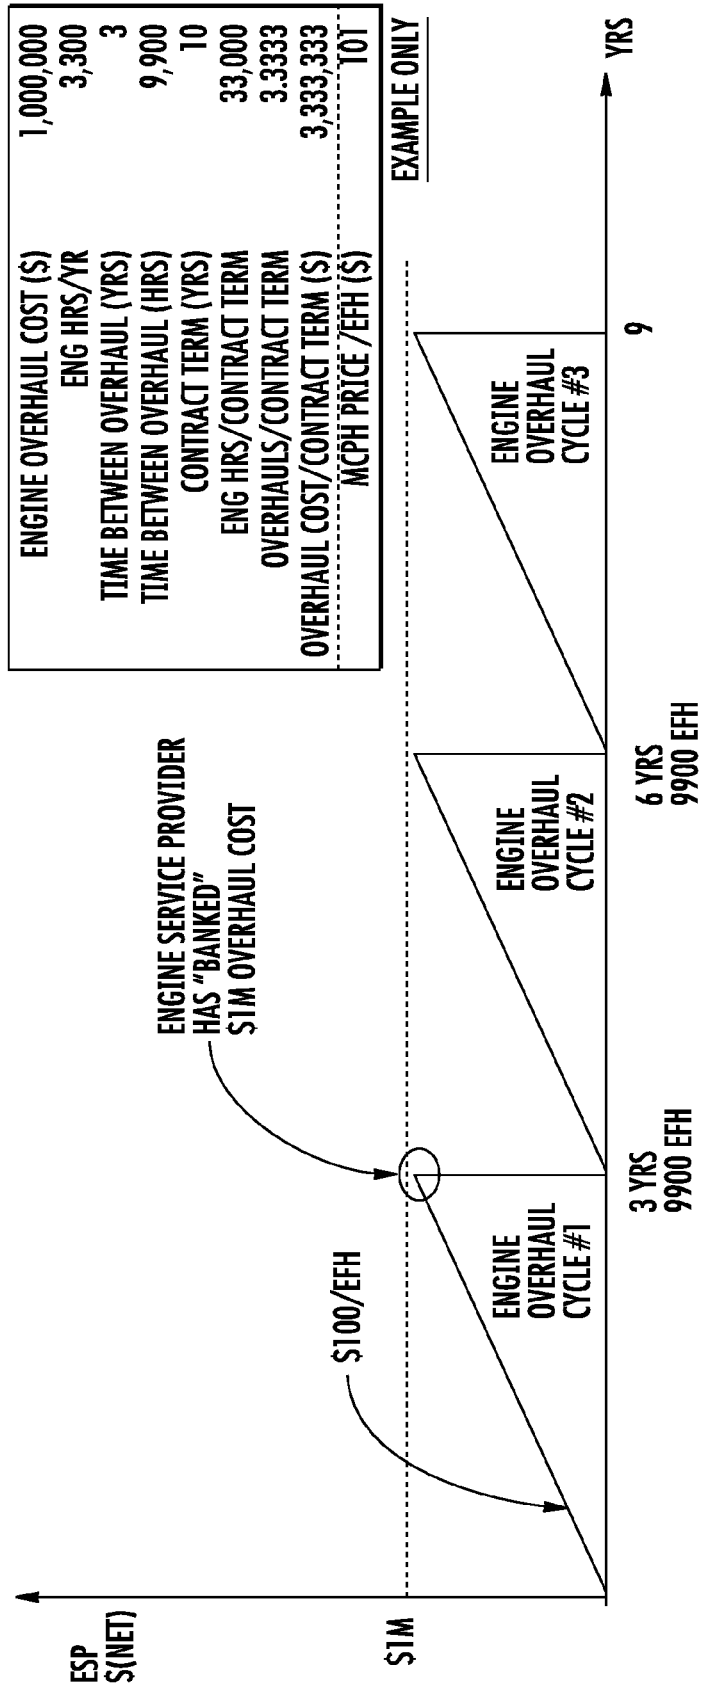 ESP
$(NET)
$1M
$100/EFH
ENGINE SERVICE PROVIDER
HAS "BANKED"
$1M OVERHAUL COST
ENGINE OVERHAUL COST ($) 1,000,000
ENG HRS/YR 3,300
TIME BETWEEN OVERHAUL (YRS) 3
TIME BETWEEN OVERHAUL (HRS) 9,900
CONTRACT TERM (YRS) 10
ENG HRS/CONTRACT TERM 33,000
OVERHAULS/CONTRACT TERM 3.3333
OVERHAUL COST/CONTRACT TERM ($) 3,333,333
MCPH PRICE /EFH ($) 101
EXAMPLE ONLY
ENGINE
OVERHAUL
CYCLE #1
ENGINE
OVERHAUL
CYCLE #2
ENGINE
OVERHAUL
CYCLE #3
3 YRS
9900 EFH
6 YRS
9900 EFH
9
YRS